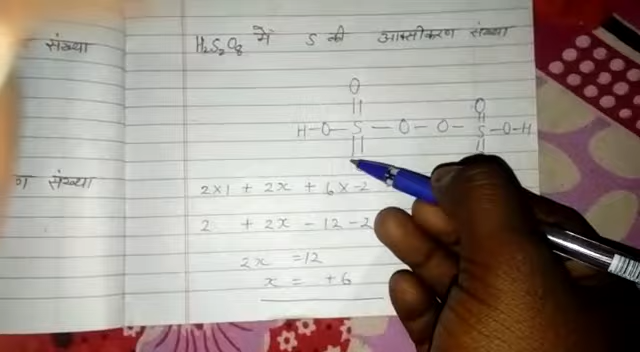 संख्या
H₂S₂O₈ में S की आक्सीकरण संख्या
O
O
H-O-S-O-O-S-O-H
संख्या
2×1 + 2x + 6×-2
2 + 2x - 12 -2
2x = 12
x = +6